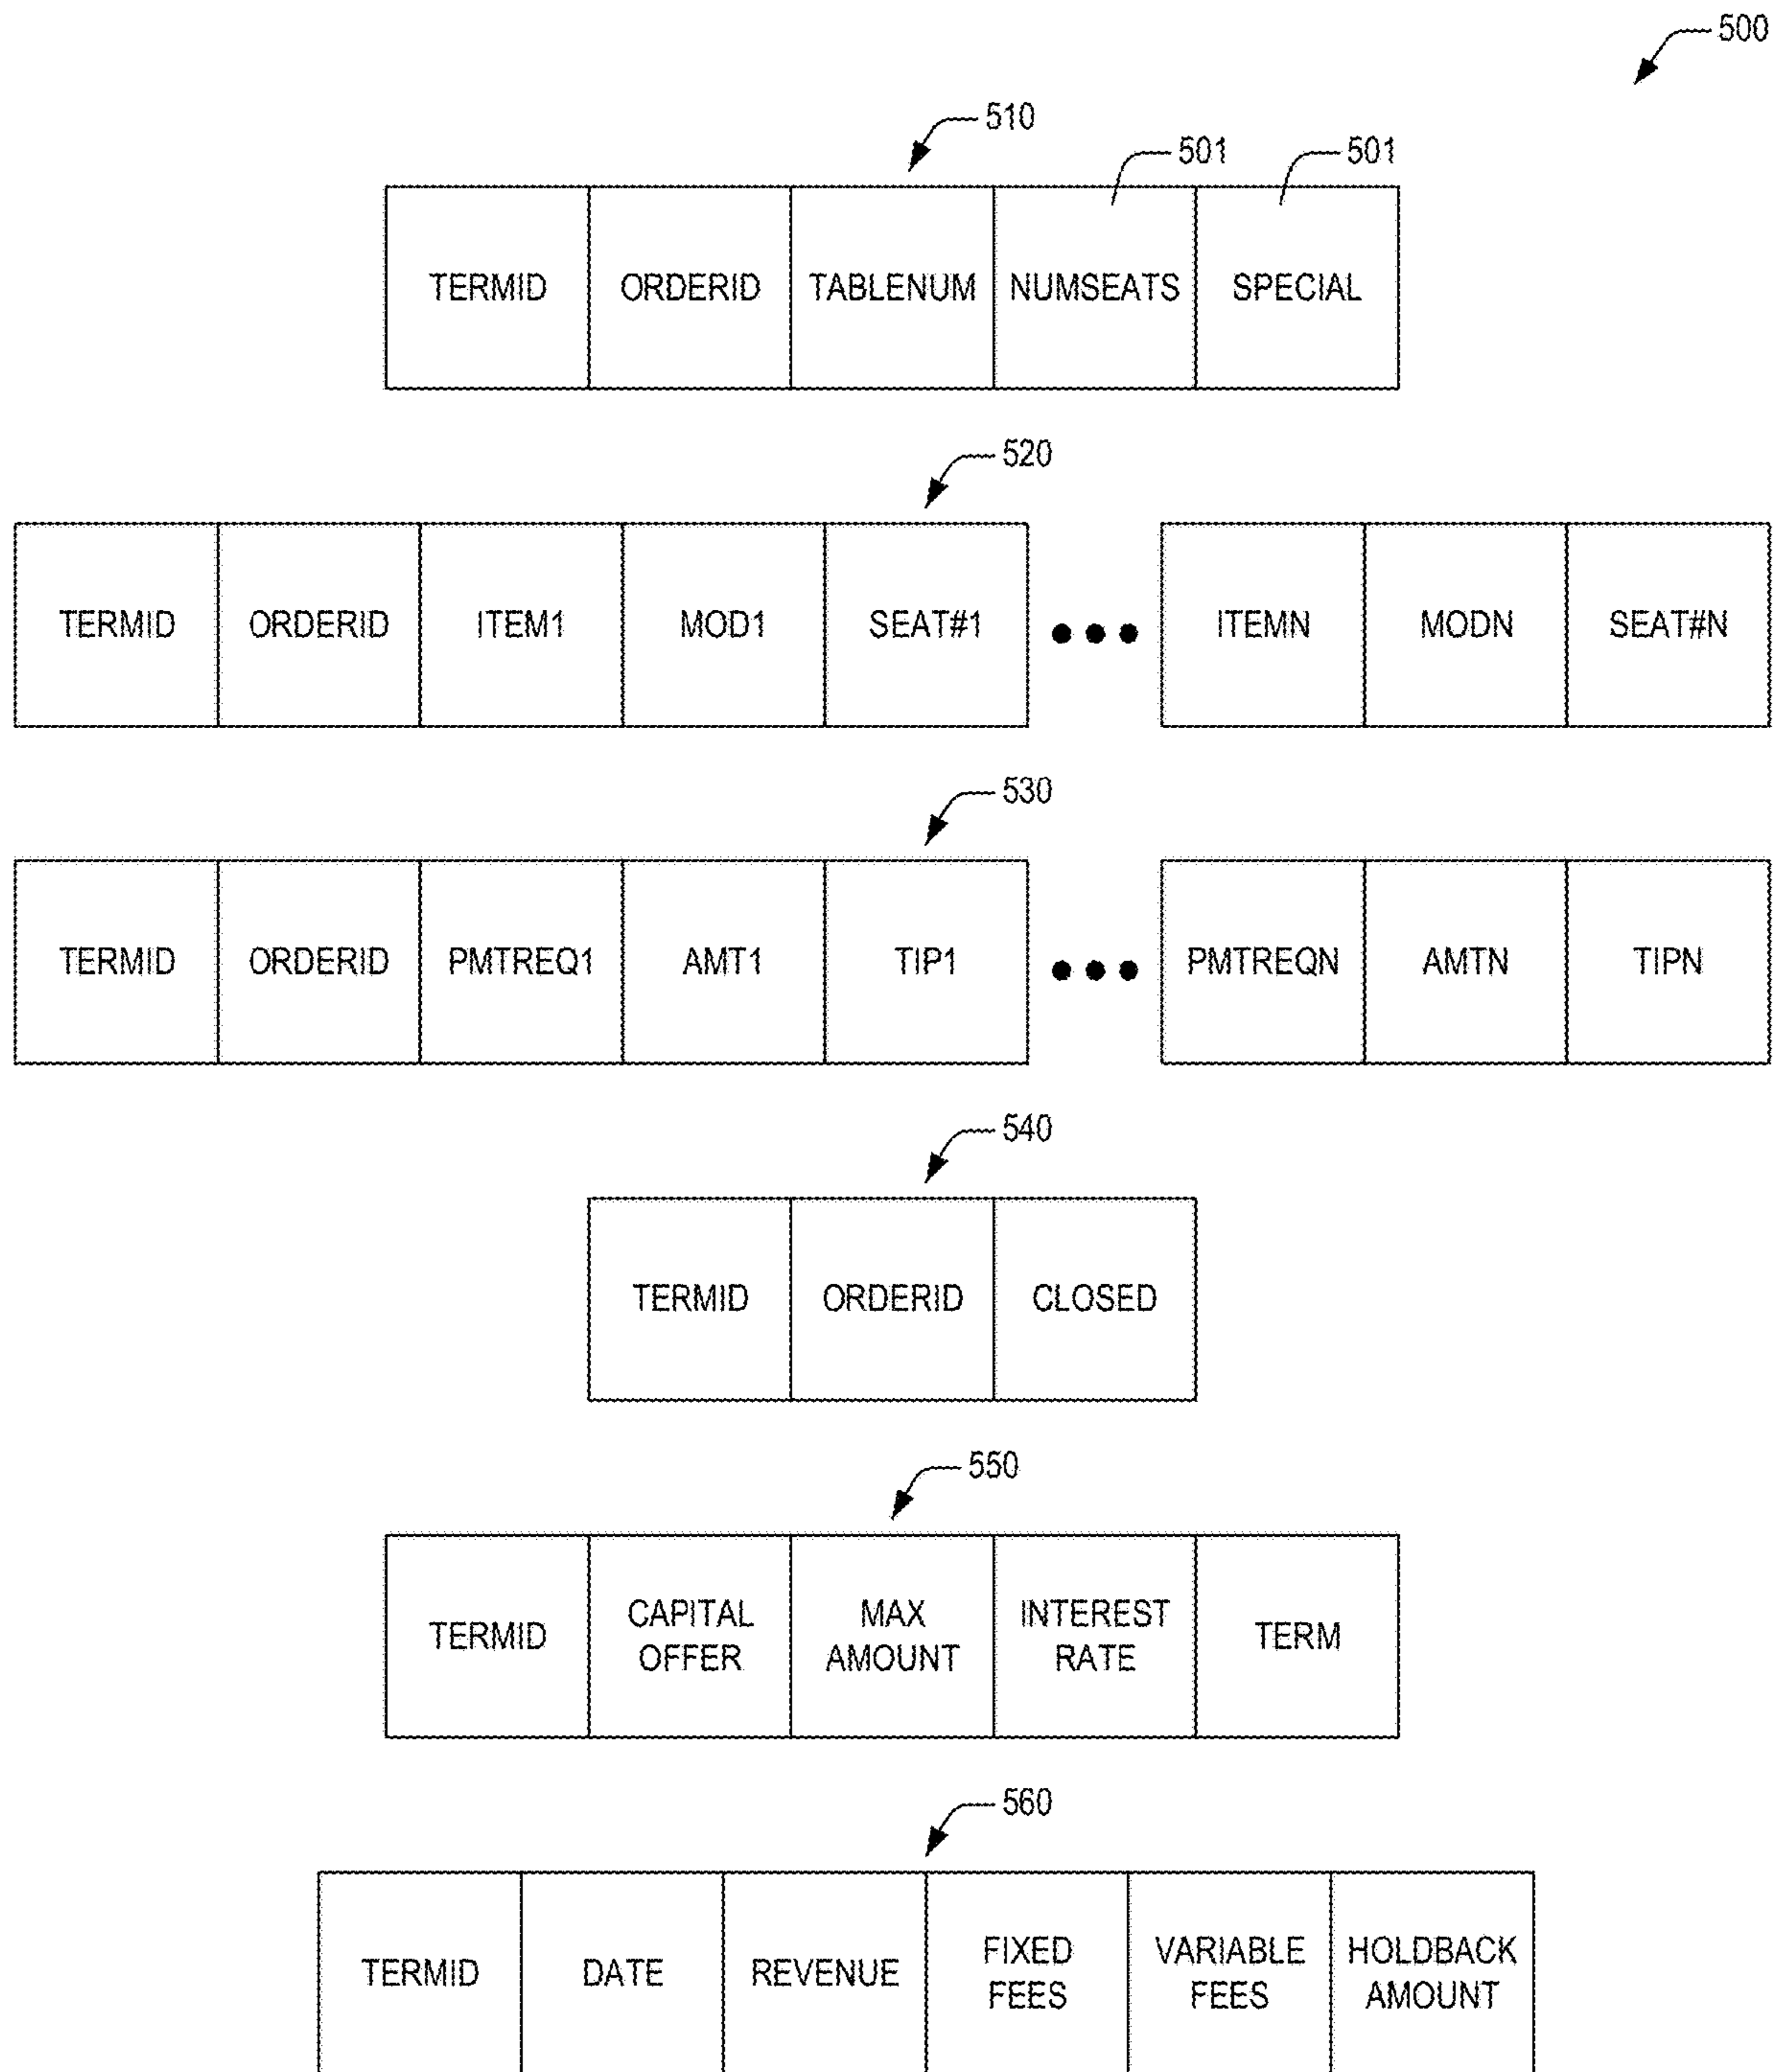 500
510
501 501
TERMID ORDERID TABLENUM NUMSEATS SPECIAL
520
TERMID ORDERID ITEM1 MOD1 SEAT#1 ●●● ITEMN MODN SEAT#N
530
TERMID ORDERID PMTREQ1 AMT1 TIP1 ●●● PMTREQN AMTN TIPN
540
TERMID ORDERID CLOSED
550
TERMID CAPITAL OFFER MAX AMOUNT INTEREST RATE TERM
560
TERMID DATE REVENUE FIXED FEES VARIABLE FEES HOLDBACK AMOUNT